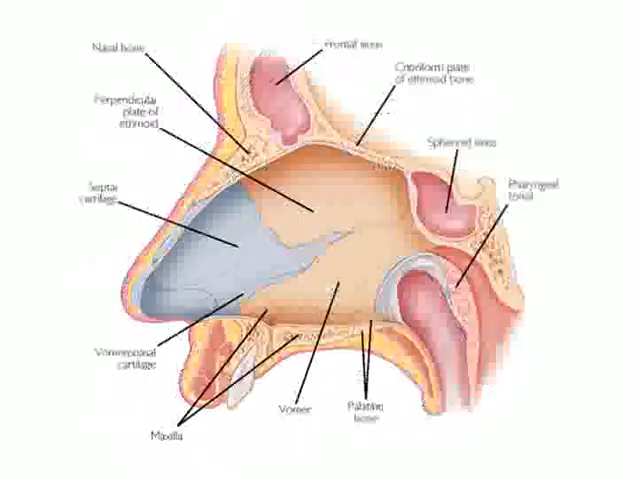 Nasal bone
Frontal sinus
Cribriform plate
of ethmoid bone
Perpendicular
plate of
ethmoid
Sphenoid sinus
Septal
cartilage
Pharyngeal
tonsil
Vomeronasal
cartilage
Vomer
Palatine
bone
Maxilla